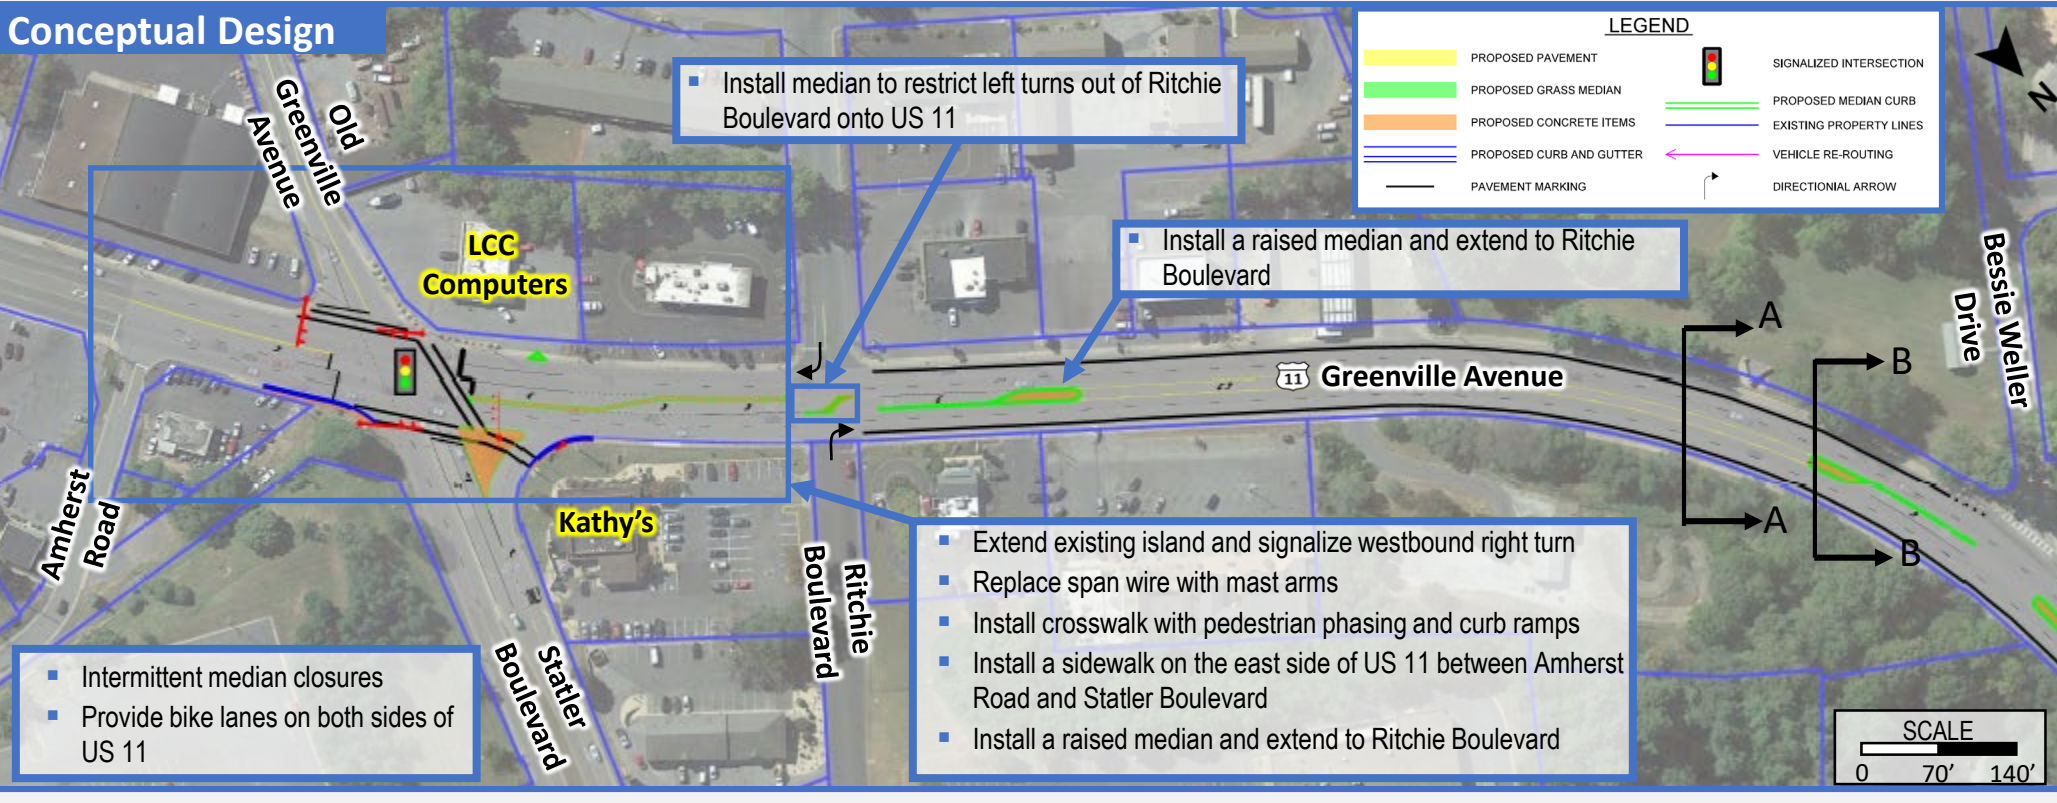 Conceptual Design
LEGEND
PROPOSED PAVEMENT
PROPOSED GRASS MEDIAN
PROPOSED CONCRETE ITEMS
PROPOSED CURB AND GUTTER
PAVEMENT MARKING
SIGNALIZED INTERSECTION
PROPOSED MEDIAN CURB
EXISTING PROPERTY LINES
VEHICLE RE-ROUTING
DIRECTIONIAL ARROW
N
Old
Greenville
Avenue
▪ Install median to restrict left turns out of Ritchie
Boulevard onto US 11
▪ Install a raised median and extend to Ritchie
Boulevard
LCC
Computers
11 Greenville Avenue
A
B
A
B
Bessie Weller
Drive
Amherst
Road
Kathy's
Ritchie
Boulevard
Statler
Boulevard
▪ Extend existing island and signalize westbound right turn
▪ Replace span wire with mast arms
▪ Install crosswalk with pedestrian phasing and curb ramps
▪ Install a sidewalk on the east side of US 11 between Amherst
Road and Statler Boulevard
▪ Install a raised median and extend to Ritchie Boulevard
▪ Intermittent median closures
▪ Provide bike lanes on both sides of
US 11
SCALE
0 70' 140'